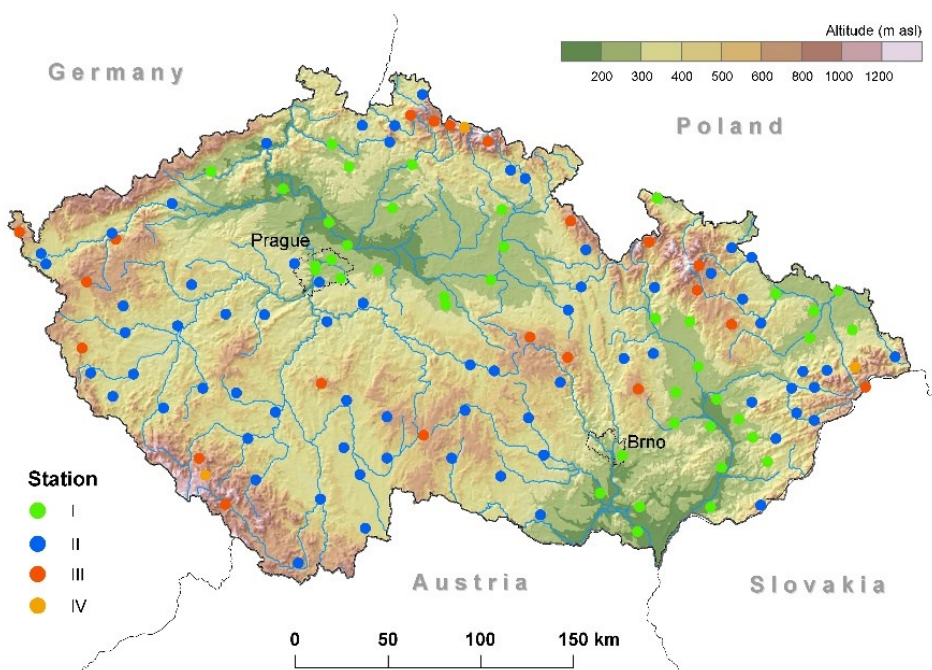 Altitude (m asl)
200 300 400 500 600 800 1000 1200
Germany
Poland
Prague
Brno
Station
I
II
III
IV
Austria
Slovakia
0 50 100 150 km